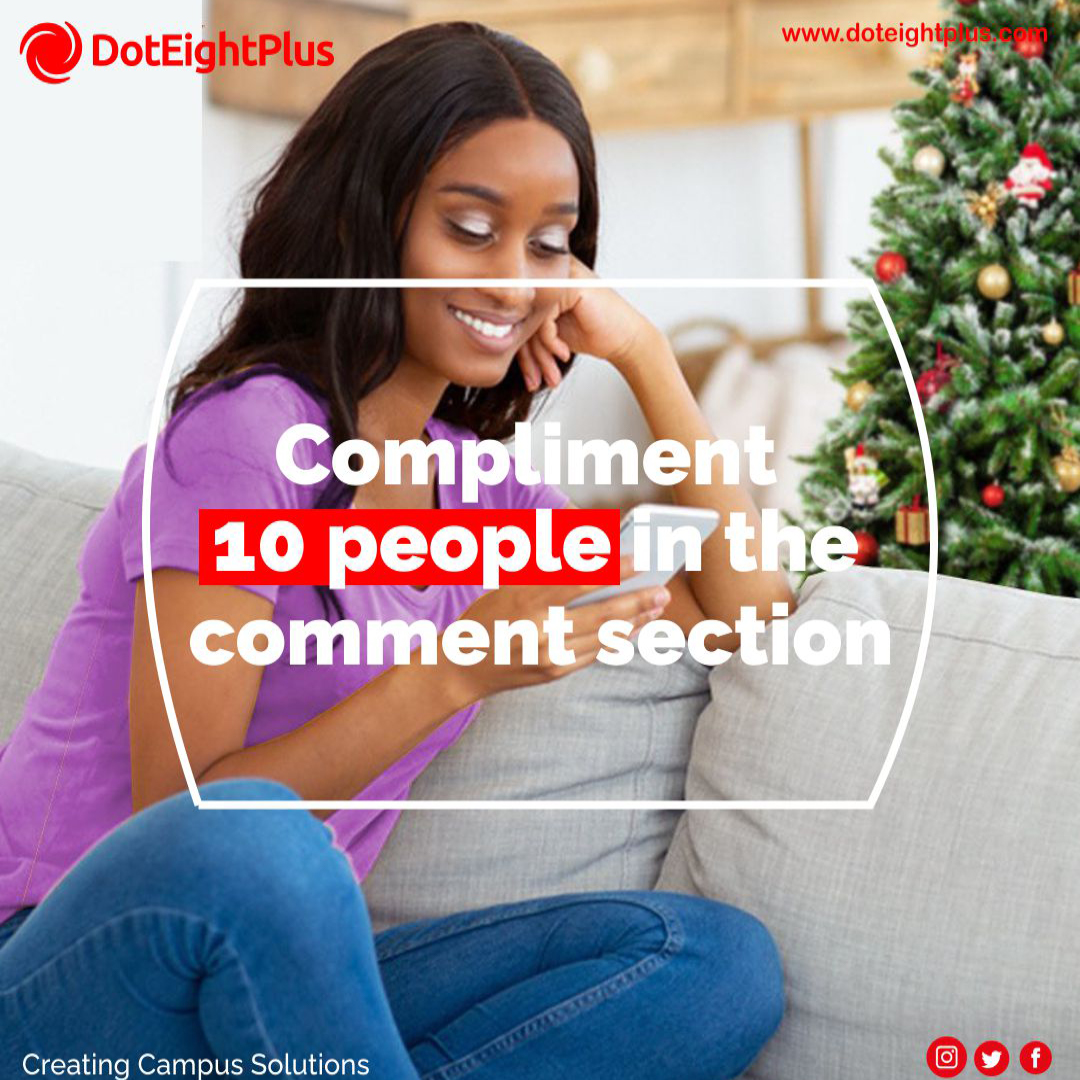 DotEightPlus
www.doteightplus.com
Compliment
10 people in the
comment section
Creating Campus Solutions